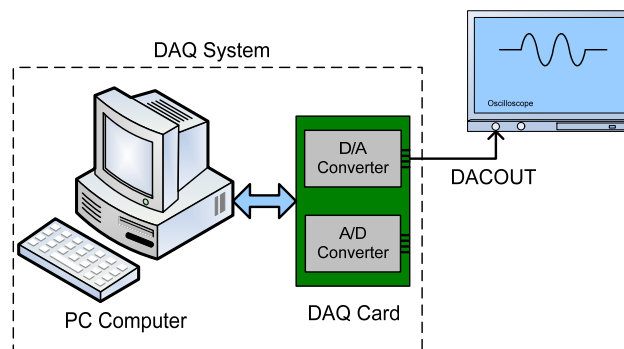 DAQ System
Oscilloscope
D/A
Converter
DACOUT
A/D
Converter
PC Computer
DAQ Card